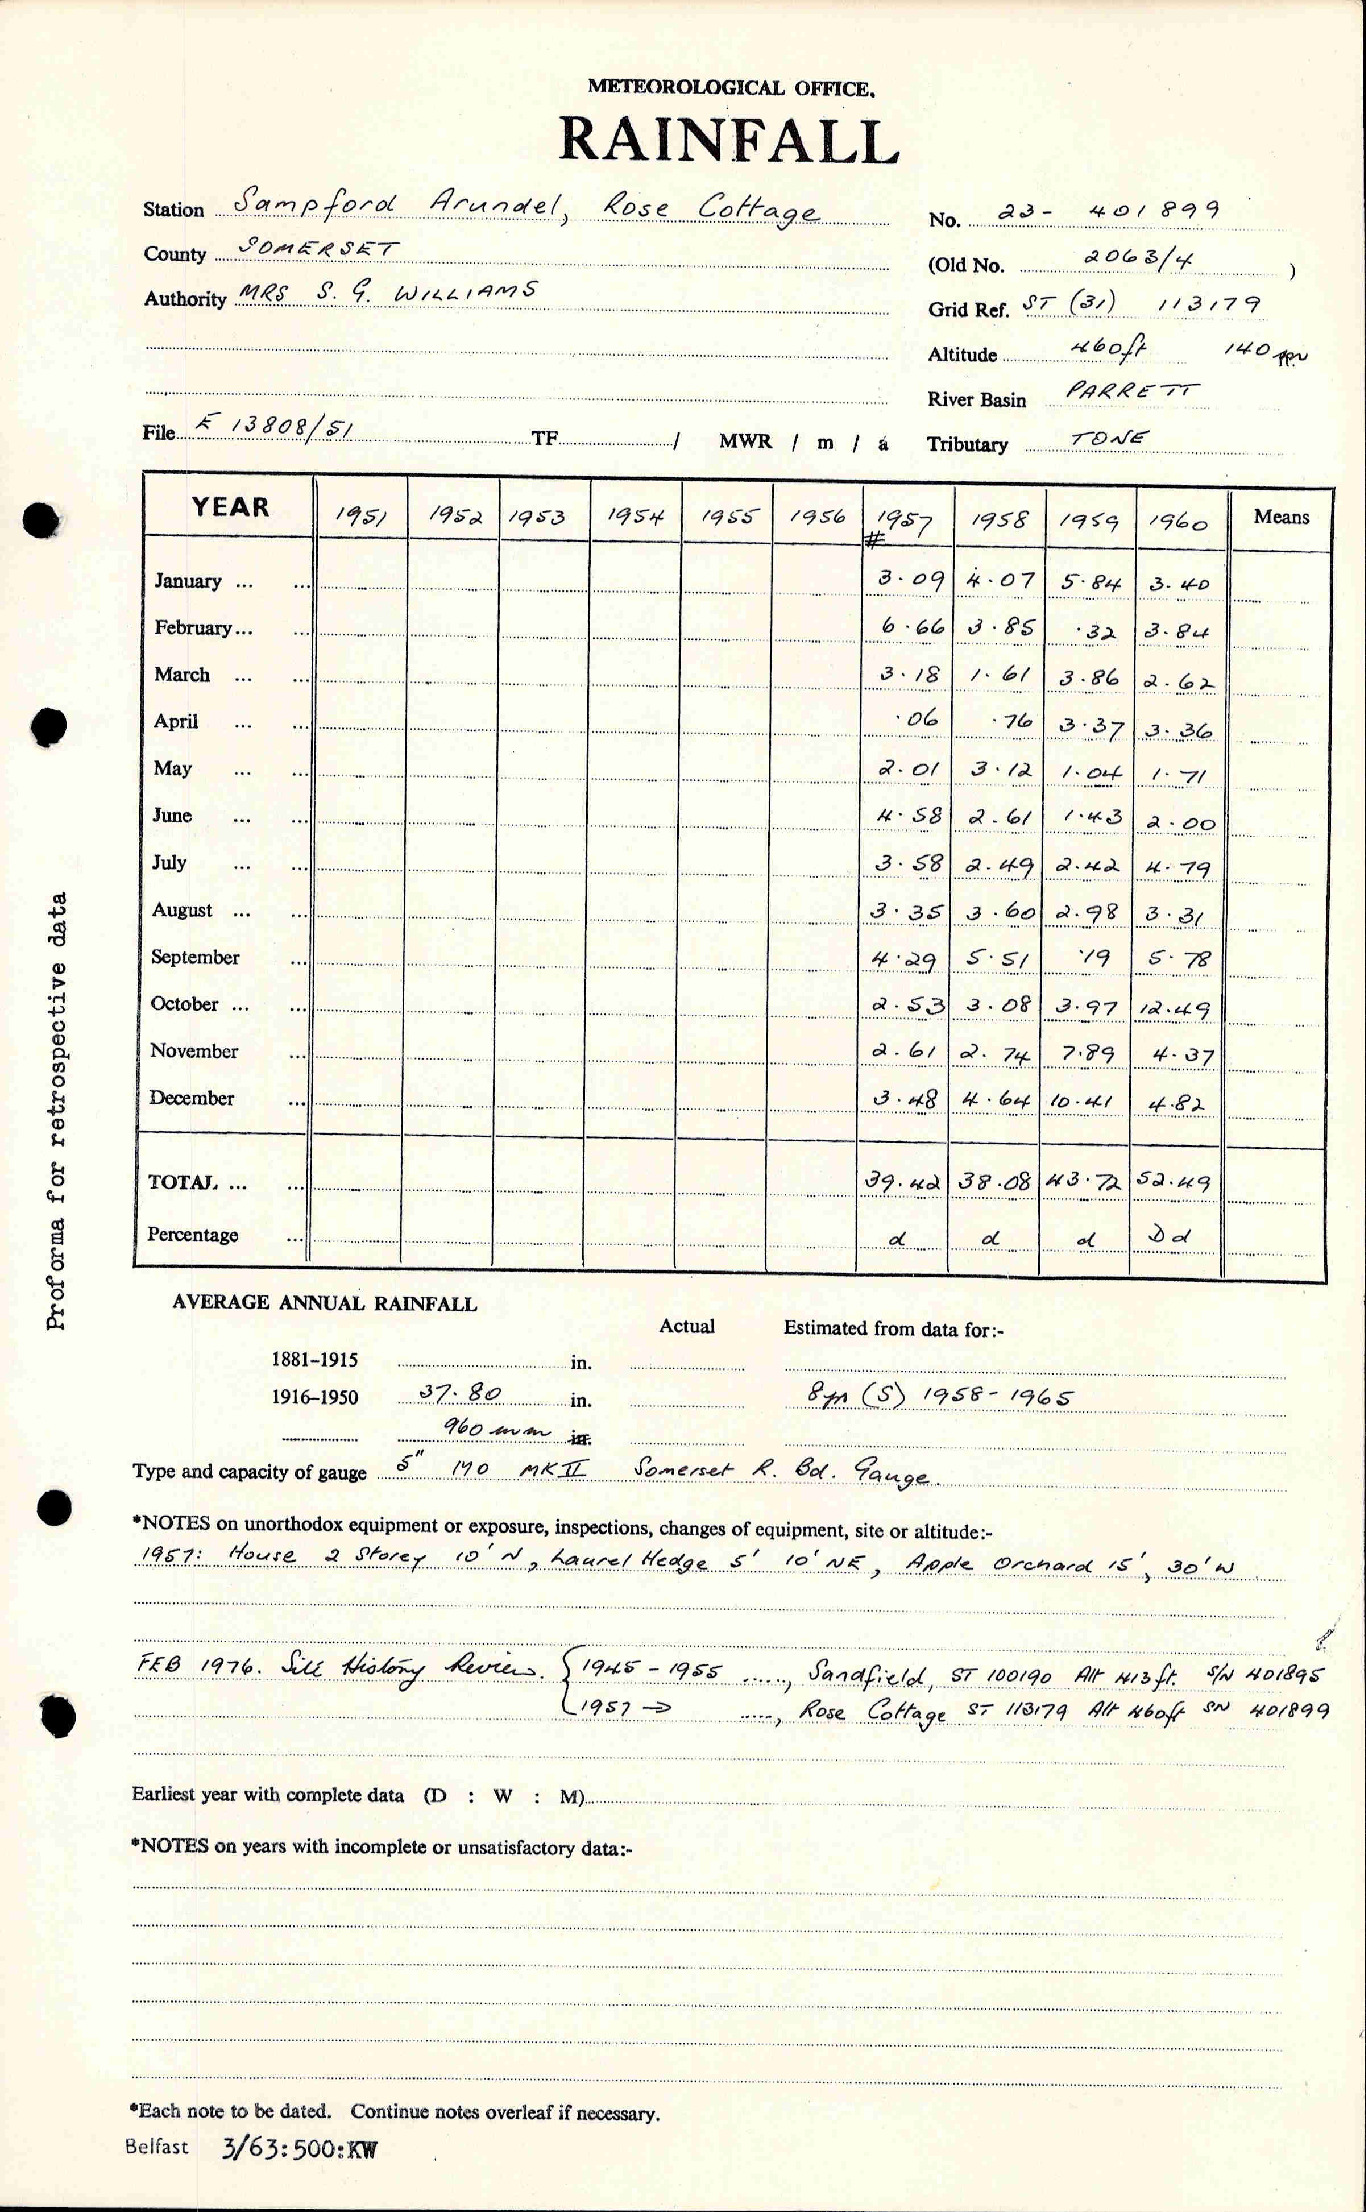 METEOROLOGICAL OFFICE.
RAINFALL
Station Sampford Arundel, Rose Cottage No. 23- 401899
County SOMERSET (Old No. 2063/4 )
Authority MRS S. G. WILLIAMS Grid Ref. ST (31) 113179
Altitude 460ft 140 m
River Basin PARRETT
File E 13808/51 TF / MWR / m / a Tributary TONE
YEAR 1951 1952 1953 1954 1955 1956 1957 1958 1959 1960 Means
#
January ... ... 3.09 4.07 5.84 3.40
February ... ... 6.66 3.85 .32 3.84
March ... ... 3.18 1.61 3.86 2.62
April ... ... .06 .76 3.37 3.36
May ... ... 2.01 3.12 1.04 1.71
June ... ... 4.58 2.61 1.43 2.00
July ... ... 3.58 2.49 2.42 4.79
August ... ... 3.35 3.60 2.98 3.31
September ... 4.29 5.51 .19 5.78
October ... ... 2.53 3.08 3.97 12.49
November ... 2.61 2.74 7.89 4.37
December ... 3.48 4.64 10.41 4.82
TOTAL ... ... 39.42 38.08 43.72 52.49
Percentage ... d d d Dd
Proforma for retrospective data
AVERAGE ANNUAL RAINFALL
Actual Estimated from data for:-
1881–1915 in.
1916–1950 37.80 in. 8yr (S) 1958-1965
960 mm in.
Type and capacity of gauge 5" MO MK II Somerset R. Bd. Gauge.
*NOTES on unorthodox equipment or exposure, inspections, changes of equipment, site or altitude:-
1957: House 2 Storey 10' N, Laurel Hedge 5' 10' NE, Apple Orchard 15', 30' W
FEB 1976. Site History Review. { 1945-1955 ....., Sandfield, ST 100190 Alt 413ft. S/N 401895
1957 → ....., Rose Cottage ST 113179 Alt 460ft SN 401899
Earliest year with complete data (D : W : M)
*NOTES on years with incomplete or unsatisfactory data:-
*Each note to be dated. Continue notes overleaf if necessary.
Belfast 3/63:500:KW